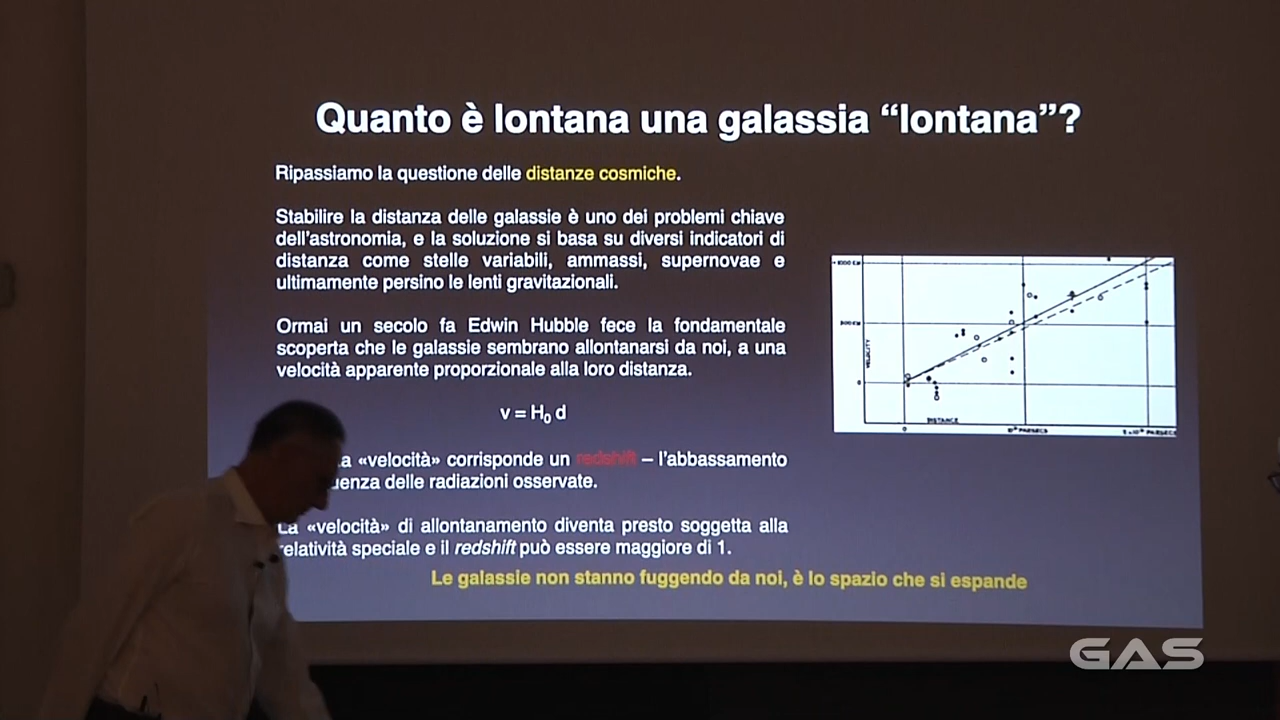 Quanto è lontana una galassia “lontana”?
Ripassiamo la questione delle distanze cosmiche.
Stabilire la distanza delle galassie è uno dei problemi chiave
dell’astronomia, e la soluzione si basa su diversi indicatori di
distanza come stelle variabili, ammassi, supernovae e
ultimamente persino le lenti gravitazionali.
Ormai un secolo fa Edwin Hubble fece la fondamentale
scoperta che le galassie sembrano allontanarsi da noi, a una
velocità apparente proporzionale alla loro distanza.
v = H₀ d
«velocità» corrisponde un redshift – l’abbassamento
delle radiazioni osservate.
La «velocità» di allontanamento diventa presto soggetta alla
relatività speciale e il redshift può essere maggiore di 1.
Le galassie non stanno fuggendo da noi, è lo spazio che si espande
VELOCITY
0
DISTANCE
0
GAS